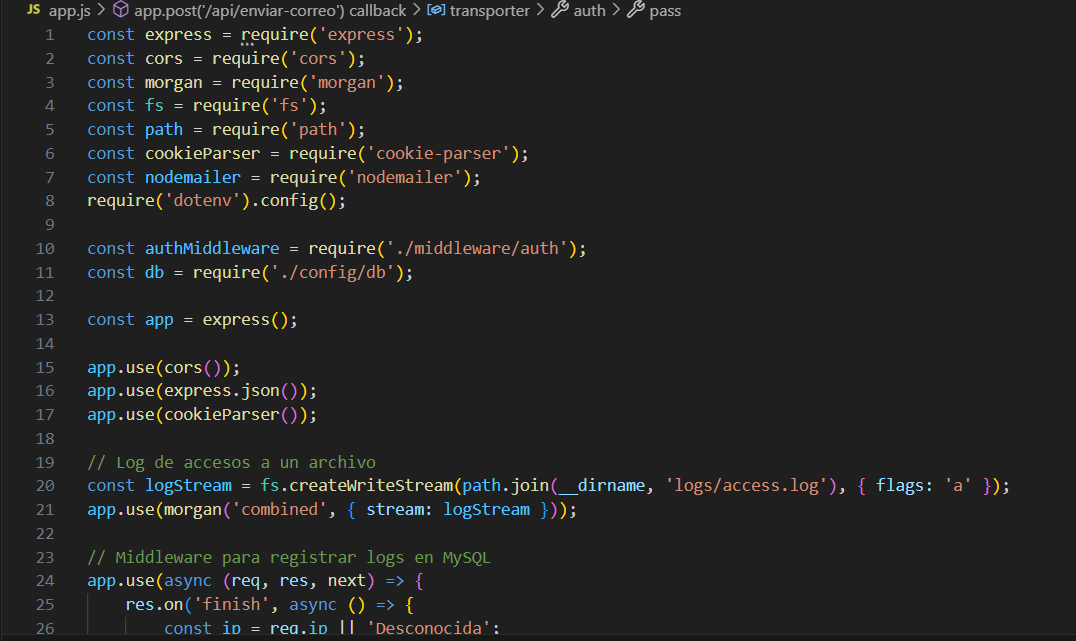 JS app.js > app.post('/api/enviar-correo') callback > transporter > auth > pass
1 const express = require('express');
2 const cors = require('cors');
3 const morgan = require('morgan');
4 const fs = require('fs');
5 const path = require('path');
6 const cookieParser = require('cookie-parser');
7 const nodemailer = require('nodemailer');
8 require('dotenv').config();
9
10 const authMiddleware = require('./middleware/auth');
11 const db = require('./config/db');
12
13 const app = express();
14
15 app.use(cors());
16 app.use(express.json());
17 app.use(cookieParser());
18
19 // Log de accesos a un archivo
20 const logStream = fs.createWriteStream(path.join(__dirname, 'logs/access.log'), { flags: 'a' });
21 app.use(morgan('combined', { stream: logStream }));
22
23 // Middleware para registrar logs en MySQL
24 app.use(async (req, res, next) => {
25     res.on('finish', async () => {
26         const ip = req.ip || 'Desconocida';